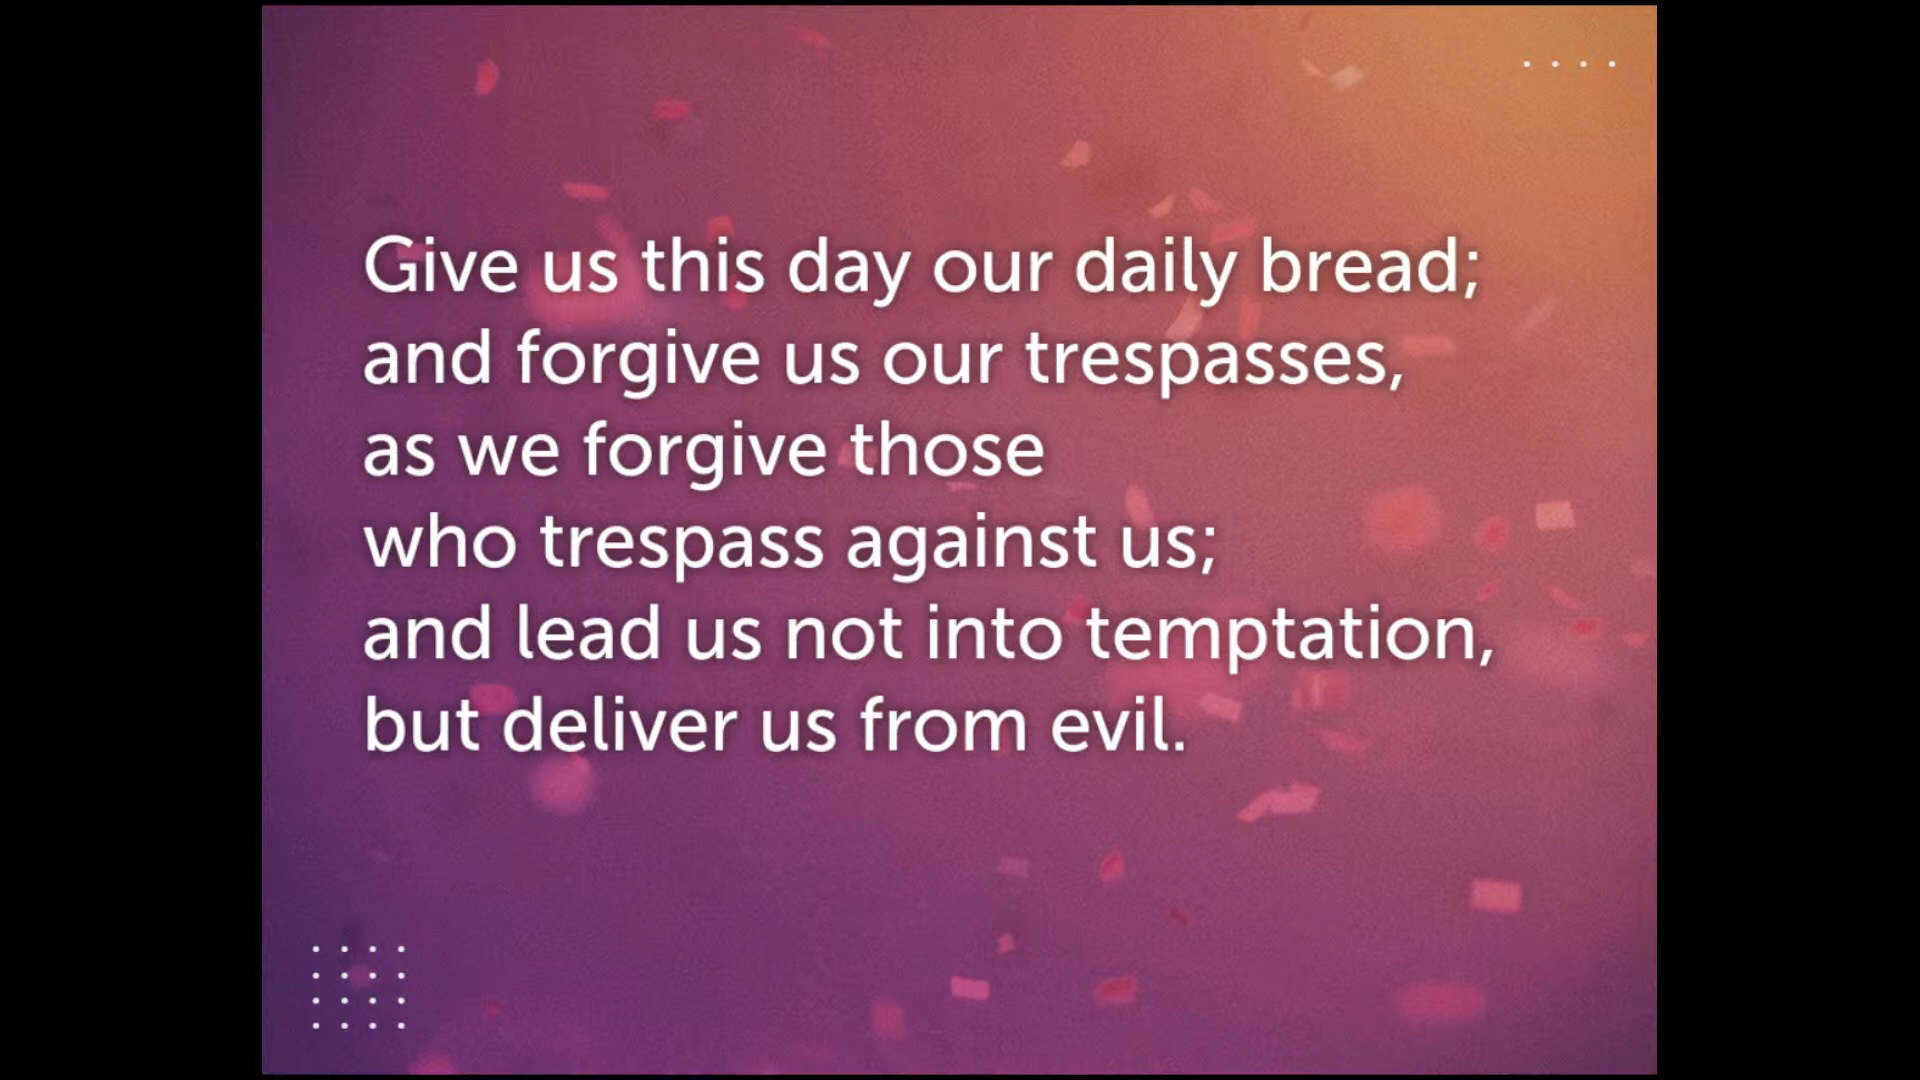 Give us this day our daily bread;
and forgive us our trespasses,
as we forgive those
who trespass against us;
and lead us not into temptation,
but deliver us from evil.